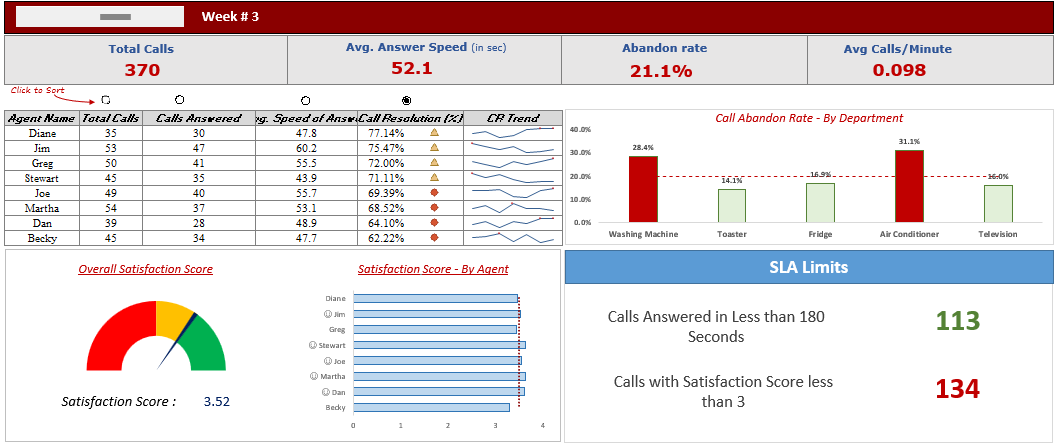 Week # 3
Total Calls
370
Avg. Answer Speed (in sec)
52.1
Abandon rate
21.1%
Avg Calls/Minute
0.098
Click to Sort
Agent Name Total Calls Calls Answered g. Speed of Answ Call Resolution (%) CR Trend
Diane 35 30 47.8 77.14%
Jim 53 47 60.2 75.47%
Greg 50 41 55.5 72.00%
Stewart 45 35 43.9 71.11%
Joe 49 40 55.7 69.39%
Martha 54 37 53.1 68.52%
Dan 39 28 48.9 64.10%
Becky 45 34 47.7 62.22%
Call Abandon Rate - By Department
40.0%
30.0%
20.0%
10.0%
0.0%
28.4%
14.1%
16.9%
31.1%
16.0%
Washing Machine Toaster Fridge Air Conditioner Television
Overall Satisfaction Score
Satisfaction Score : 3.52
Satisfaction Score - By Agent
Diane
☺ Jim
Greg
☺ Stewart
☺ Joe
☺ Martha
☺ Dan
Becky
0 1 2 3 4
SLA Limits
Calls Answered in Less than 180
Seconds
113
Calls with Satisfaction Score less
than 3
134